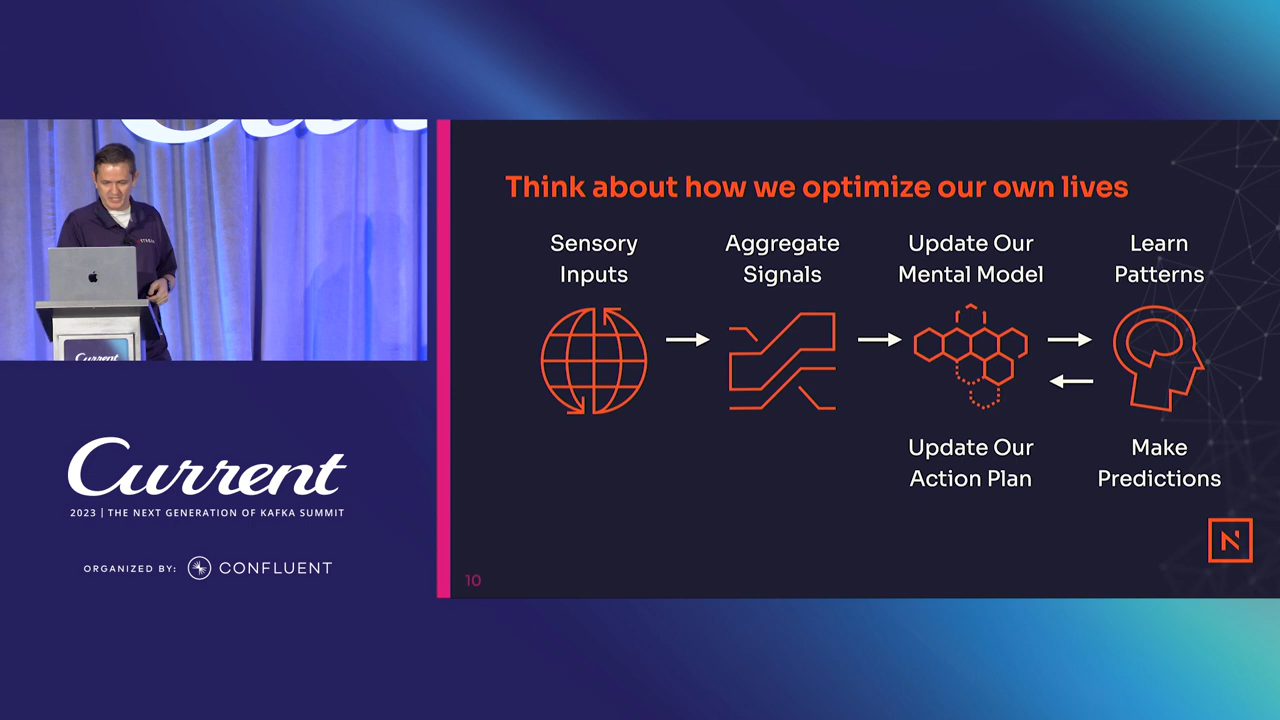 Current
2023 | THE NEXT GENERATION OF KAFKA SUMMIT
ORGANIZED BY: CONFLUENT
Current
Think about how we optimize our own lives
Sensory
Inputs
Aggregate
Signals
Update Our
Mental Model
Learn
Patterns
Update Our
Action Plan
Make
Predictions
N
10